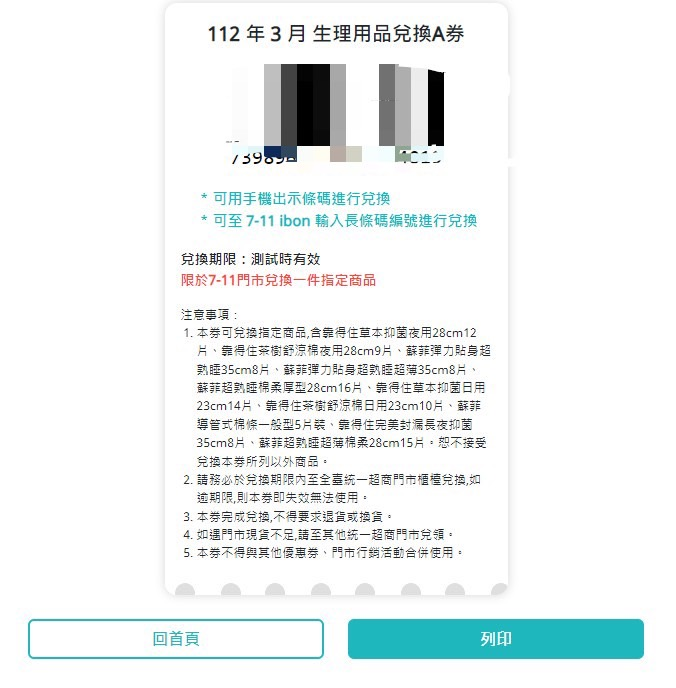 112 年 3 月 生理用品兌換A券
* 可用手機出示條碼進行兌換
* 可至 7-11 ibon 輸入長條碼編號進行兌換
兌換期限：測試時有效
限於7-11門市兌換一件指定商品
注意事項：
1. 本券可兌換指定商品,含靠得住草本抑菌夜用28cm12
片、靠得住茶樹舒涼棉夜用28cm9片、蘇菲彈力貼身超
熟睡35cm8片、蘇菲彈力貼身超熟睡超薄35cm8片、
蘇菲超熟睡棉柔厚型28cm16片、靠得住草本抑菌日用
23cm14片、靠得住茶樹舒涼棉日用23cm10片、蘇菲
導管式棉條一般型5片裝、靠得住完美封漏長夜抑菌
35cm8片、蘇菲超熟睡超薄棉柔28cm15片。恕不接受
兌換本券所列以外商品。
2. 請務必於兌換期限內至全臺統一超商門市櫃檯兌換,如
逾期限,則本券即失效無法使用。
3. 本券完成兌換,不得要求退貨或換貨。
4. 如遇門市現貨不足,請至其他統一超商門市兌領。
5. 本券不得與其他優惠券、門市行銷活動合併使用。
回首頁
列印